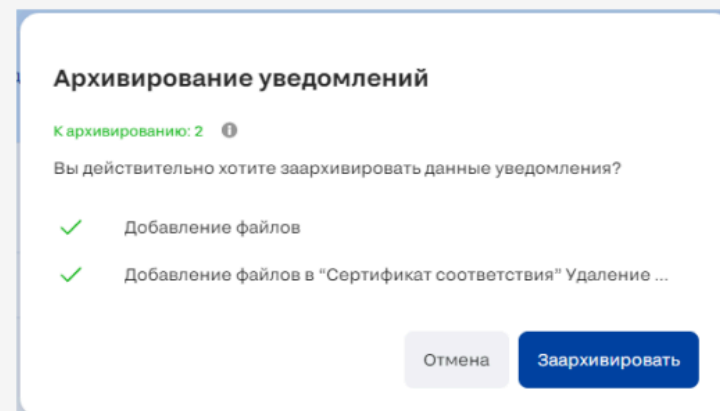 Архивирование уведомлений
К архивированию: 2
Вы действительно хотите заархивировать данные уведомления?
Добавление файлов
Добавление файлов в “Сертификат соответствия” Удаление ...
Отмена
Заархивировать